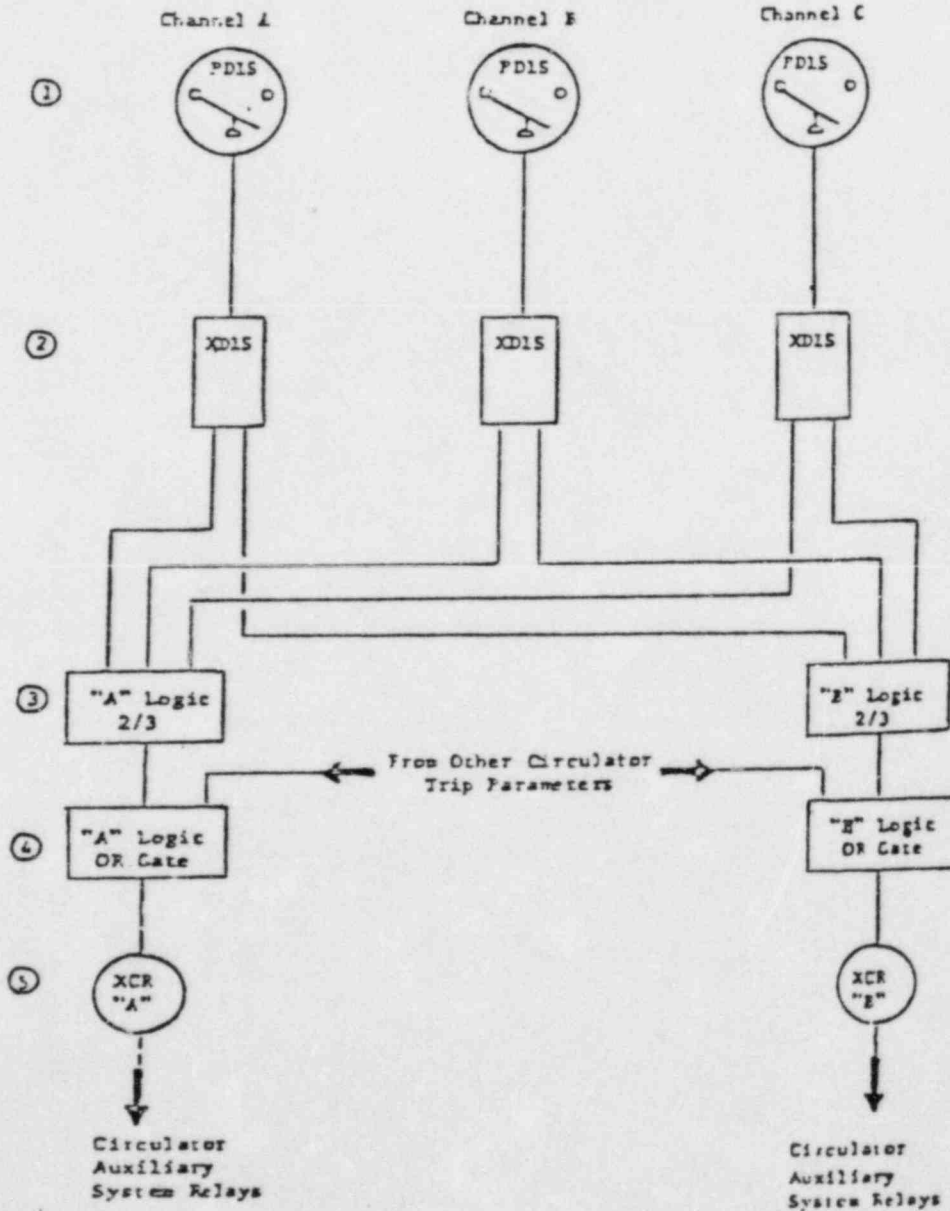 Channel A
Channel B
Channel C
①
PDIS
PDIS
PDIS
②
XDIS
XDIS
XDIS
③
"A" Logic
2/3
"B" Logic
2/3
From Other Circulator
Trip Parameters
④
"A" Logic
OR Gate
"B" Logic
OR Gate
⑤
XCR
"A"
XCR
"B"
Circulator
Auxiliary
System Relays
Circulator
Auxiliary
System Relays